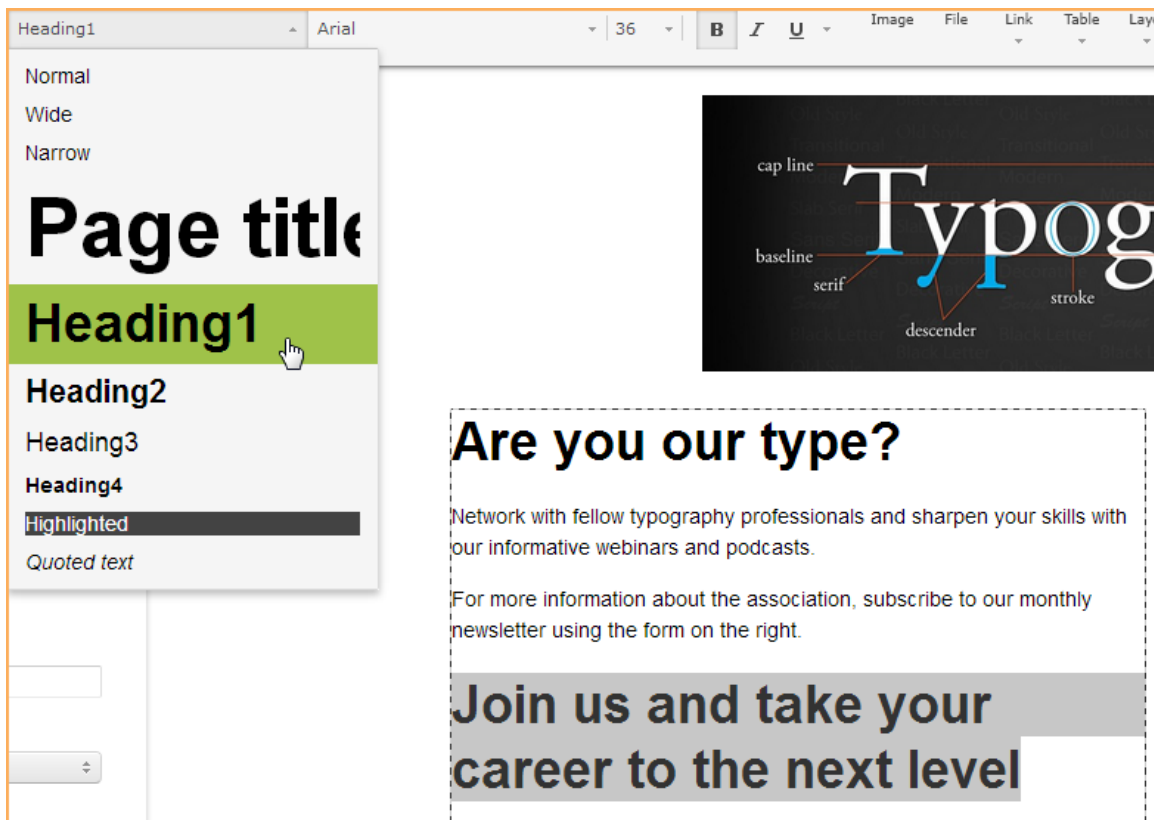 Heading1
Arial
36
B
I
U
Image
File
Link
Table
Normal
Wide
Narrow
Page title
Heading1
Heading2
Heading3
Heading4
Highlighted
Quoted text
cap line
baseline
serif
descender
stroke
Typog
Are you our type?
Network with fellow typography professionals and sharpen your skills with
our informative webinars and podcasts.
For more information about the association, subscribe to our monthly
newsletter using the form on the right.
Join us and take your
career to the next level